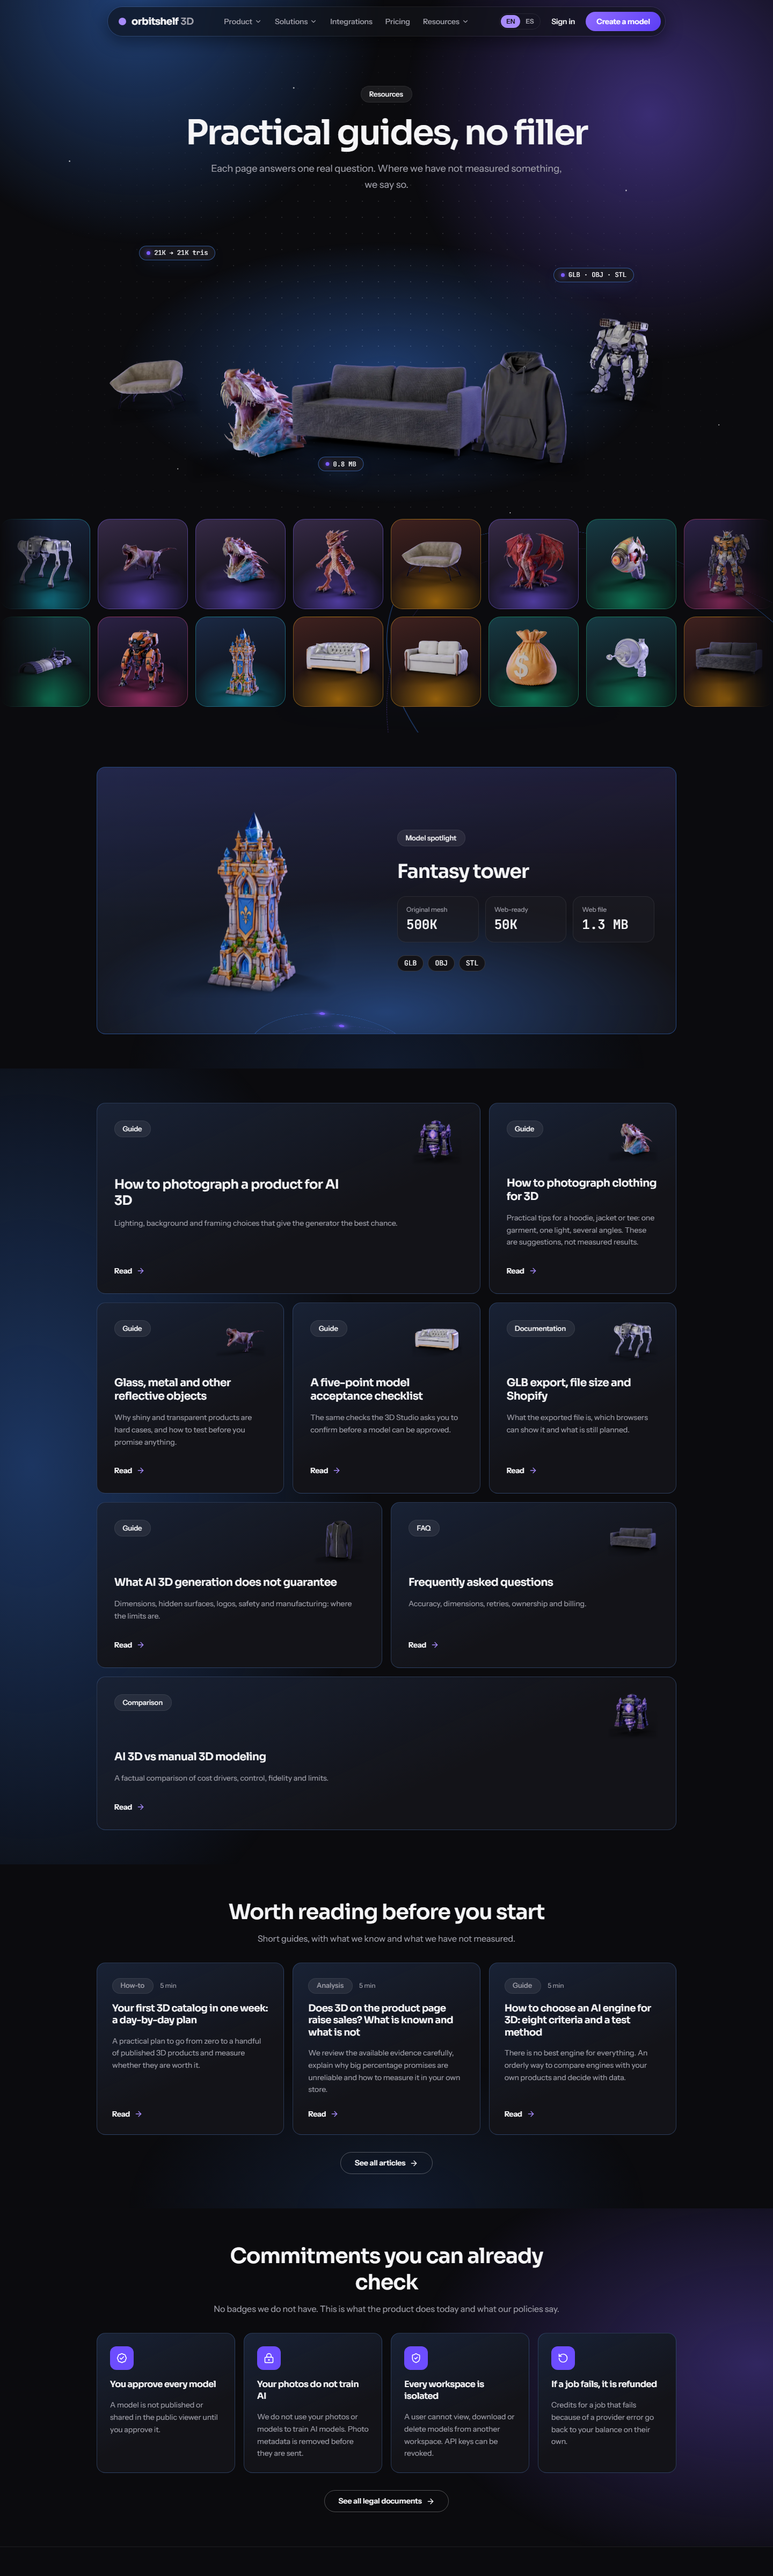 orbitshelf 3D
Product
Solutions
Integrations
Pricing
Resources
EN
ES
Sign in
Create a model
Resources
Practical guides, no filler
Each page answers one real question. Where we have not measured something,
we say so.
21K → 21K tris
GLB · OBJ · STL
0.8 MB
$
Model spotlight
Fantasy tower
Original mesh
500K
Web-ready
50K
Web file
1.3 MB
GLB
OBJ
STL
Guide
How to photograph a product for AI
3D
Lighting, background and framing choices that give the generator the best chance.
Read →
Guide
How to photograph clothing
for 3D
Practical tips for a hoodie, jacket or tee: one
garment, one light, several angles. These
are suggestions, not measured results.
Read →
Guide
Glass, metal and other
reflective objects
Why shiny and transparent products are
hard cases, and how to test before you
promise anything.
Read →
Guide
A five-point model
acceptance checklist
The same checks the 3D Studio asks you to
confirm before a model can be approved.
Read →
Documentation
GLB export, file size and
Shopify
What the exported file is, which browsers
can show it and what is still planned.
Read →
Guide
What AI 3D generation does not guarantee
Dimensions, hidden surfaces, logos, safety and manufacturing: where
the limits are.
Read →
FAQ
Frequently asked questions
Accuracy, dimensions, retries, ownership and billing.
Read →
Comparison
AI 3D vs manual 3D modeling
A factual comparison of cost drivers, control, fidelity and limits.
Read →
Worth reading before you start
Short guides, with what we know and what we have not measured.
How-to
5 min
Your first 3D catalog in one week:
a day-by-day plan
A practical plan to go from zero to a handful
of published 3D products and measure
whether they are worth it.
Read →
Analysis
5 min
Does 3D on the product page
raise sales? What is known and
what is not
We review the available evidence carefully,
explain why big percentage promises are
unreliable and how to measure it in your own
store.
Read →
Guide
5 min
How to choose an AI engine for
3D: eight criteria and a test
method
There is no best engine for everything. An
orderly way to compare engines with your
own products and decide with data.
Read →
See all articles →
Commitments you can already
check
No badges we do not have. This is what the product does today and what our policies say.
You approve every model
A model is not published or
shared in the public viewer until
you approve it.
Your photos do not train
AI
We do not use your photos or
models to train AI models. Photo
metadata is removed before
they are sent.
Every workspace is
isolated
A user cannot view, download or
delete models from another
workspace. API keys can be
revoked.
If a job fails, it is refunded
Credits for a job that fails
because of a provider error go
back to your balance on their
own.
See all legal documents →